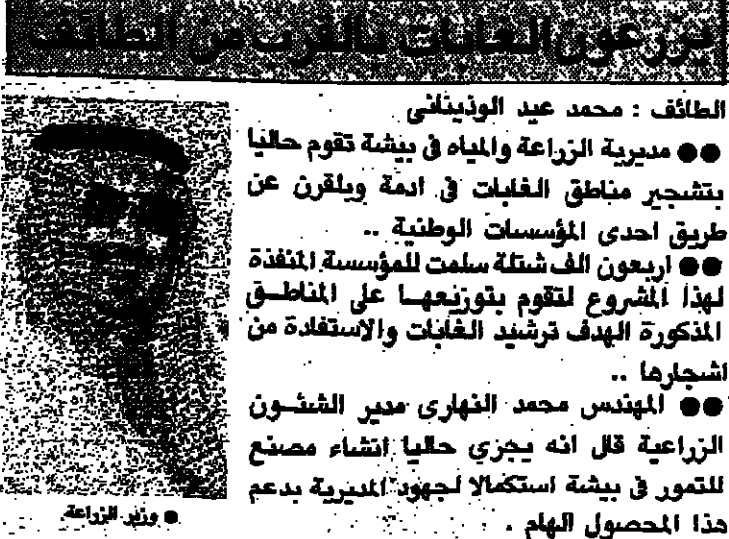 يزرعون الغابات بالقرب من الطائف
الطائف : محمد عيد الوذينانى
●● مديرية الزراعة والمياه في بيشة تقوم حاليا
بتشجير مناطق الغابات في ادمة وبلقرن عن
طريق احدى المؤسسات الوطنية ..
●● اربعون الف شتلة سلمت للمؤسسة المنفذة
لهذا المشروع لتقوم بتوزيعها على المناطق
المذكورة الهدف ترشيد الغابات والاستفادة من
اشجارها ..
●● المهندس محمد النهارى مدير الشئون
الزراعية قال انه يجزي حاليا انشاء مصنع
للتمور في بيشة استكمالا لجهود المديرية بدعم
هذا المحصول الهام .
● وزير الزراعة